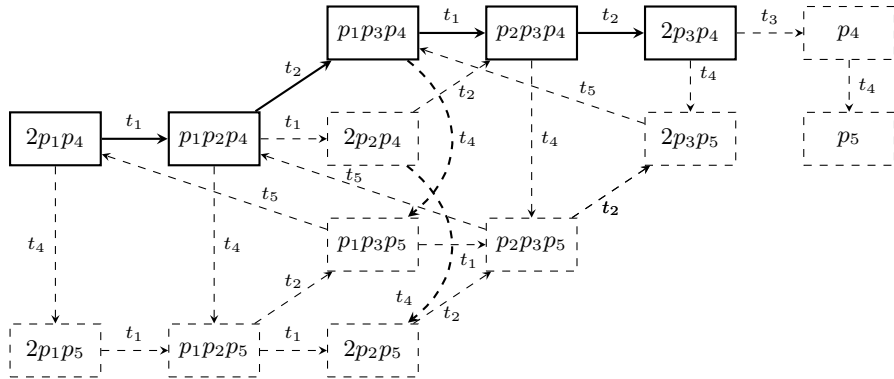 p₁p₃p₄ t₁ p₂p₃p₄ t₂ 2p₃p₄ t₃ p₄
t₂ t₂ t₅ t₄ t₄
2p₁p₄ t₁ p₁p₂p₄ t₁ 2p₂p₄ t₄ t₄ 2p₃p₅ p₅
t₅ t₅ t₂
t₄ t₄ p₁p₃p₅ t₁ p₂p₃p₅
t₂ t₄ t₂
2p₁p₅ t₁ p₁p₂p₅ t₁ 2p₂p₅